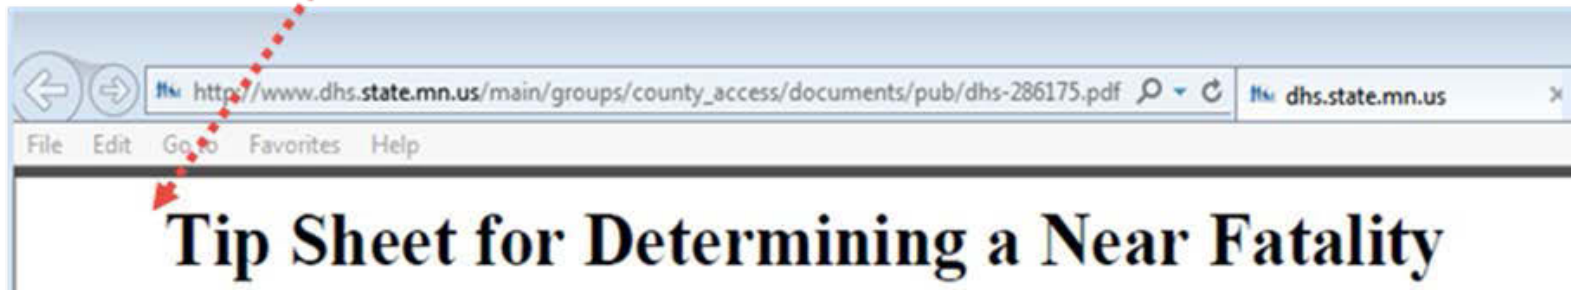 http://www.dhs.state.mn.us/main/groups/county_access/documents/pub/dhs-286175.pdf dhs.state.mn.us
File Edit Go to Favorites Help
Tip Sheet for Determining a Near Fatality